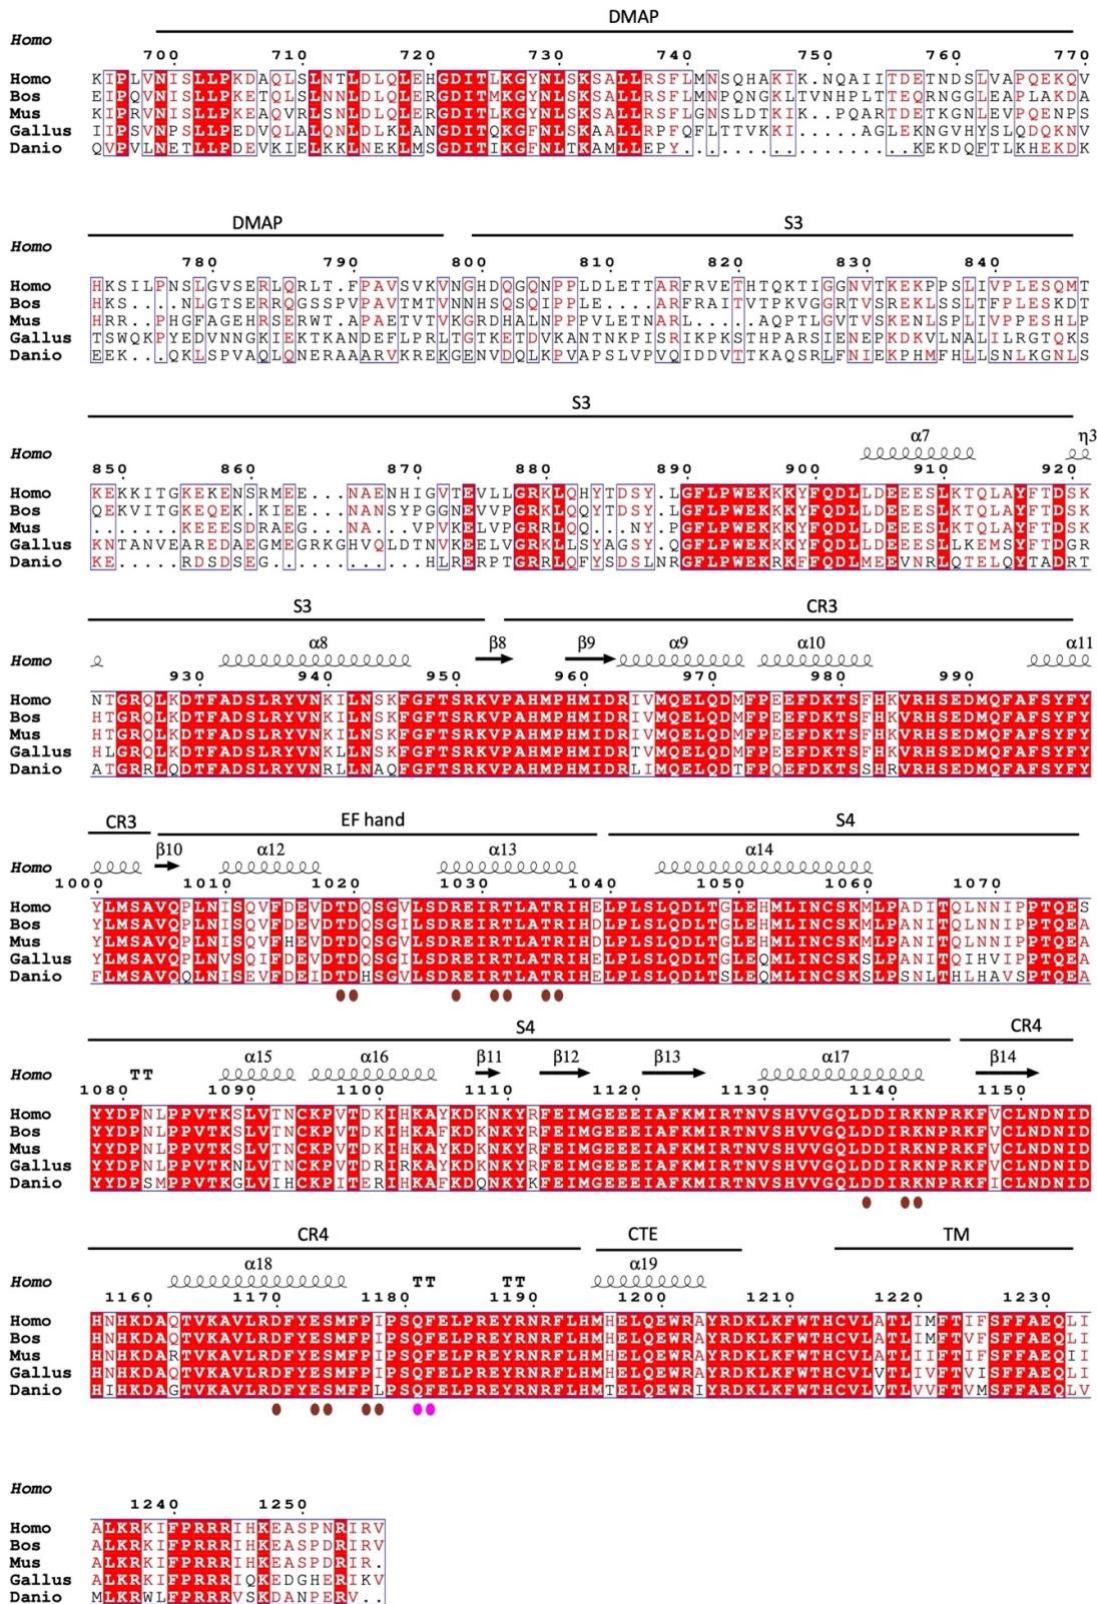 DMAP
Homo
700 710 720 730 740 750 760 770
Homo KIPLVNISLLPKDAQLSLNTLDLQLEHGDITLKGYNLSKSALLRSFLMNSQHAKIK.NQAIITDETNDSLVAPQEKQV
Bos EIPQVNISLLPKETQLSLNNLDLQLERGDITMKGYNLSKSALLRSFLMNPQNGKLTVNHPLTTEQRNGGLEAPLAKDA
Mus KIPRVNISLLPKEAQVRLSNLDLQLERGDITLKGYNLSKSALLRSFLGNSLDTKIK..PQARTDETKGNLEVPQENPS
Gallus IIPSVNPSLLPEDVQLALQNLDLKLANGDITQKGFNLSKAALLRPFQFLTTVKKI....AGLEKNGVHYSLQDQKNV
Danio QVPVLNETLLPDEVKIELKKLNEKLMSGDITIKGFNLTKAMLLEPY..................KEKDQFTLKHEKDK
DMAP S3
Homo
780 790 800 810 820 830 840
Homo HKSILPNSLGVSERLQRLT.FPAVSVKVNGHDQGQNPPLDLETTARFRVETHTQKTIGGNVTKEKPPSLIVPLESQMT
Bos HKS...NLGTSERRQGSSPVPAVTMTVNNHSQSQIPPLE...ARFRAITVTPKVGGRTVSREKLSSLTFPLESKDT
Mus HRR..PHGFAGEHRSERWT.APAETVTVKGRDHALNPPPVLETNARL....AQPTLGVTVSKENLSPLIVPPESHLP
Gallus TSWQKPYEDVNNGKIERKTKANDEFLPRLTGTKETDVKANTNKPISRIKPKSTHPARSIENEPKDKVLNALILRGTQKS
Danio EEK...QKLSPVAQLQNERAAARVKREKGENVDQLKPVAPSLVPVQIDDVTTKAQSRLFNIEKPHMFHLLSNLKGNLS
S3
Homo α7 η3
850 860 870 880 890 900 910 920
Homo KEKKITGKEKENSRMEE...NAENHIGVTEVLLGRKLQHYTDSY.LGFLPWEKKKYFQDLLDEEESLKTQLAYFTDSK
Bos QEKVITGKEQEK.KIEE...NANSYPGGNEVVPGRKLQQYTDSY.LGFLPWEKKKYFQDLLDEEESLKTQLAYFTDSK
Mus .......KEEESDRAEG...NA...VPVKELVPGRRLQQ...NY.PGFLPWEKKKYFQDLLDEEESLKTQLAYFTDSK
Gallus KNTANVEAREDAEGMEGRKGHVQLDTNVKEELVGRKLLSYAGSY.QGFLPWEKKKYFQDLLDEEESLLKEMSYFTDGR
Danio KE.....RDSDSEG............HLRERPTGRRLQFYSDSLNRGFLPWEKRKKFFQDLMEEVNRLQTELQYTADRT
S3 CR3
Homo α8 β8 β9 α9 α10 α11
930 940 950 960 970 980 990
Homo NTGRQLKDTFADSLRYVNKILNSKFGFTSRKVPAHMPHMIDRIVMQELQDMFPEEFDKTSFHKVRHSEDMQFAFSYFY
Bos HTGRQLKDTFADSLRYVNKILNSKFGFTSRKVPAHMPHMIDRIVMQELQDMFPEEFDKTSFHKVRHSEDMQFAFSYFY
Mus HTGRQLKDTFADSLRYVNKILNSKFGFTSRKVPAHMPHMIDRIVMQELQDMFPEEFDKTSFHKVRHSEDMQFAFSYFY
Gallus HLGRQLKDTFADSLRYVNKLLNSKFGFTSRKVPAHMPHMIDRTVMQELQDMFPEEFDKTSFHKVRHSEDMQFAFSYFY
Danio ATGRRLQDTFADSLRYVNRLLNAQFGFTSRKVPAHMPHMIDRLIMQELQDTFPQEFDKTSSHRVRHSEDMQFAFSYFY
CR3 EF hand S4
Homo β10 α12 α13 α14
1000 1010 1020 1030 1040 1050 1060 1070
Homo YLMSAVQPLNISQVFDEVDTDQSGVLSDREIRTLATRIHELPLSLQDLTGLEHMLINCSKMLPADITQLNNIPPTQES
Bos YLMSAVQPLNISQVFDEVDTDQSGILSDREIRTLATRIHDLPLSLQDLTGLEHMLINCSKMLPANITQLNNIPPTQEA
Mus YLMSAVQPLNISQVFHEVDTDQSGVLSDREIRTLATRIHDLPLSLQDLTGLEHMLINCSKMLPANITQLNNIPPTQEA
Gallus YLMSAVQPLNVSQIFDEVDTDQSGVLSDREIRTLATRIHELPLSLQDLTGLEQMLINCSKSLPANITQIHVIPPTQEA
Danio FLMSAVQQLNISEVFDEIDTDHSGVLSDREIRTLATRIHELPLSLQDLTSLEQMLINCSKSLPSNLTHLHAVSPTQEA
S4 CR4
Homo TT α15 α16 β11 β12 β13 α17 β14
1080 1090 1100 1110 1120 1130 1140 1150
Homo YYDPNLPPVTKSLVTNCKPVTDKIHKAYKDKNKYRFEIMGEEEIAFKMIRTNVSHVVGQLDDIRKNPRKFVCLNDNID
Bos YYDPNLPPVTKSLVTNCKPVTDKIHKAFKDKNKYRFEIMGEEEIAFKMIRTNVSHVVGQLDDIRKNPRKFVCLNDNID
Mus YYDPNLPPVTKSLVTNCKPVTDKIHKAYKDKNKYRFEIMGEEEIAFKMIRTNVSHVVGQLDDIRKNPRKFVCLNDNID
Gallus YYDPNLPPVTKNLVTNCKPVTDRIRKAYKDKNKYRFEIMGEEEIAFKMIRTNVSHVVGQLDDIRKNPRKFICLNDNID
Danio YYDPSMPPVTKGLVIHCKPITERIHKAFKDQNKYKFEIMGEEEIAFKMIRTNVSHVVGQLDDIRKNPRKFICLNDNID
CR4 CTE TM
Homo α18 TT TT α19
1160 1170 1180 1190 1200 1210 1220 1230
Homo HNHKDAQTVKAVLRDFYESMFPIPSQFELPREYRNRFLHMHELQEWRAYRDKLKFWTHCVLATLIMFTIFSFFAEQLI
Bos HNHKDAQTVKAVLRDFYESMFPIPSQFELPREYRNRFLHMHELQEWRAYRDKLKFWTHCVLATLIMFTVFSFFAEQLI
Mus HNHKDARTVKAVLRDFYESMFPIPSQFELPREYRNRFLHMHELQEWRAYRDKLKFWTHCVLATLIIFTIFSFFAEQII
Gallus HNHKDAQTVKAVLRDFYESMFPIPSQFELPREYRNRFLHMHELQEWRAYRDKLKFWTHCVLVTLIVFTVISFFAEQLI
Danio HIHKDAGTVKAVLRDFYESMFPLPSQFELPREYRNRFLHMTELQEWRIYRDKLKFWTHCVLVTLVVFTVMSFFAEQLV
Homo
1240 1250
Homo ALKRKIFPRRRIHKEASPNRIRV
Bos ALKRKIFPRRRIHKEASPDRIRV
Mus ALKRKIFPRRRIHKEASPDRIR.
Gallus ALKRKIFPRRRIQKEDGHERIKV
Danio MLKRWLFPRRRVSKDANPERV..